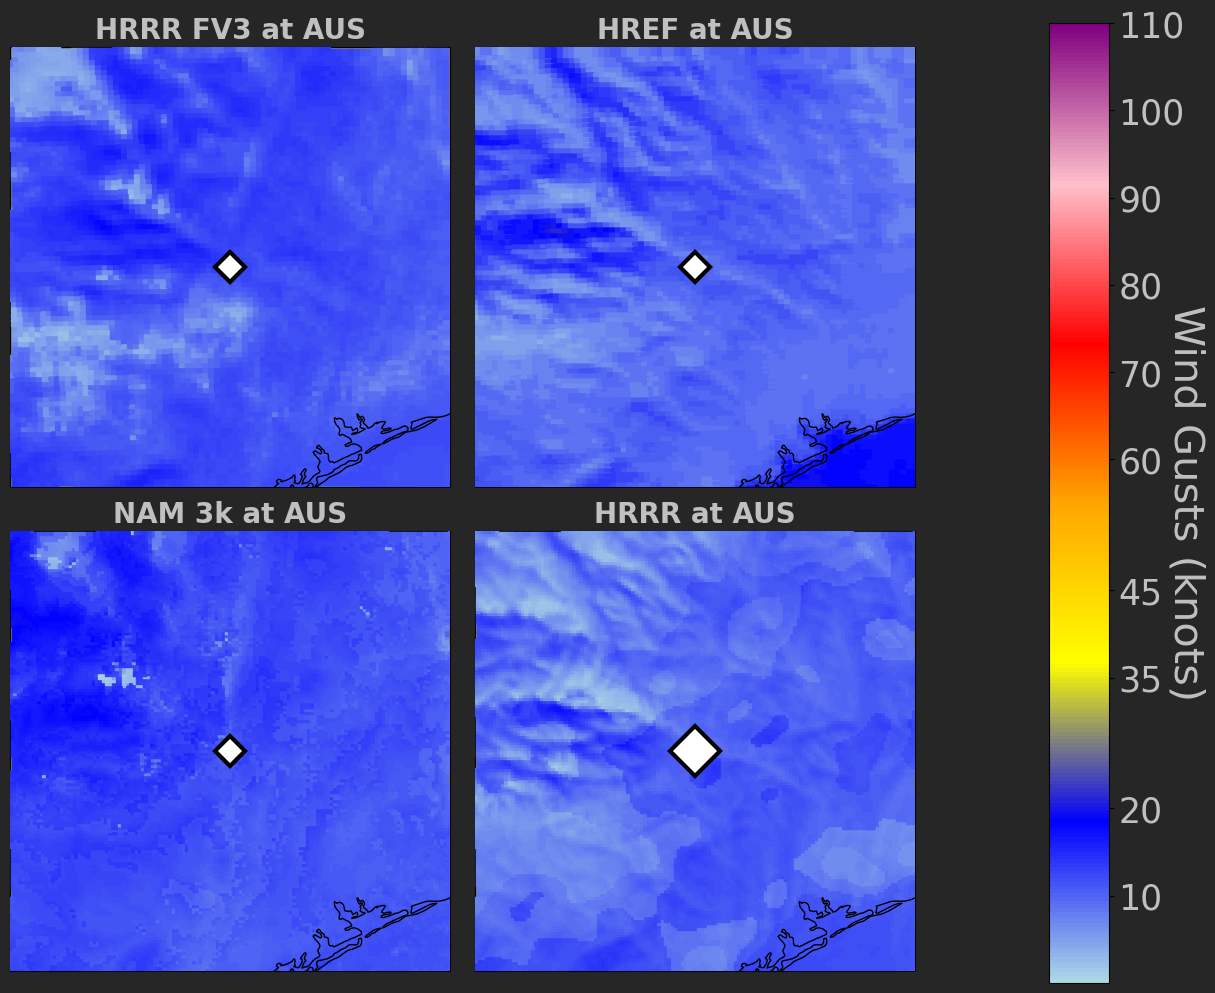 HRRR FV3 at AUS
HREF at AUS
NAM 3k at AUS
HRRR at AUS
110
100
90
80
70
60
45
35
20
10
Wind Gusts (knots)